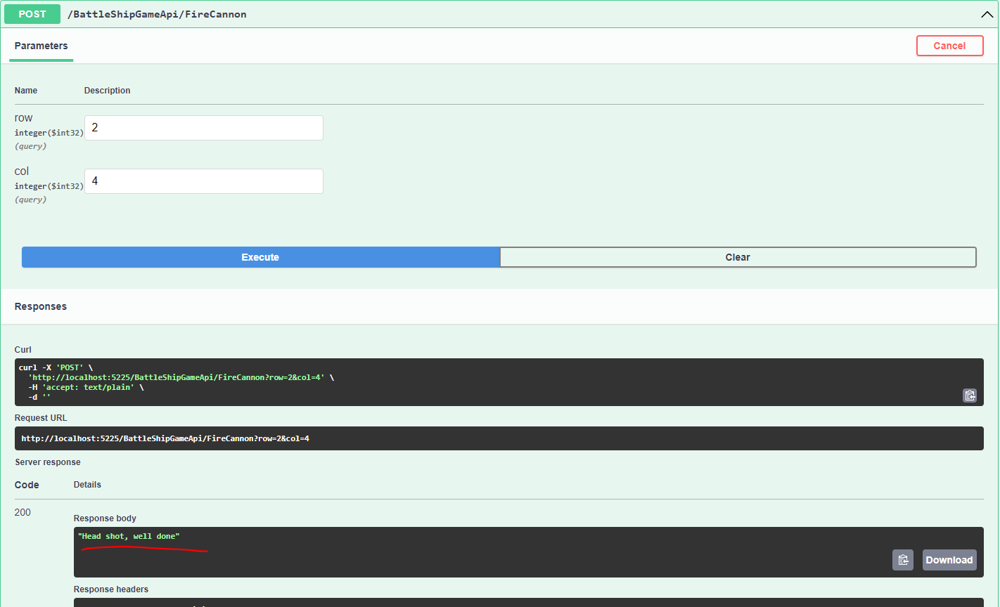 POST /BattleShipGameApi/FireCannon
Parameters
Cancel
Name Description
row
integer($int32)
(query)
2
col
integer($int32)
(query)
4
Execute
Clear
Responses
Curl
curl -X 'POST' \
'http://localhost:5225/BattleShipGameApi/FireCannon?row=2&col=4' \
-H 'accept: text/plain' \
-d ''
Request URL
http://localhost:5225/BattleShipGameApi/FireCannon?row=2&col=4
Server response
Code Details
200
Response body
"Head shot, well done"
Download
Response headers